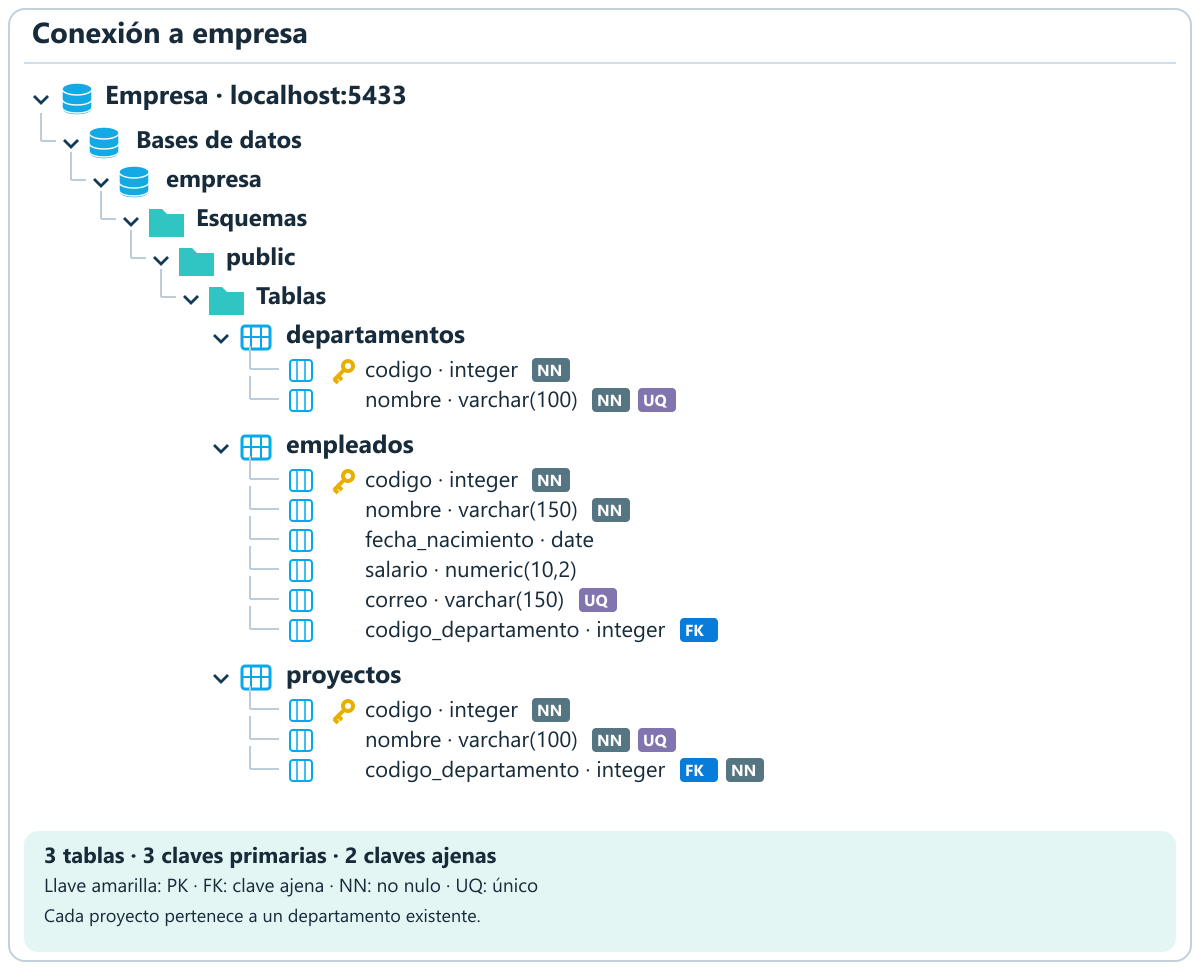 Conexión a empresa
Empresa · localhost:5433
Bases de datos
empresa
Esquemas
public
Tablas
departamentos
codigo · integer NN
nombre · varchar(100) NN UQ
empleados
codigo · integer NN
nombre · varchar(150) NN
fecha_nacimiento · date
salario · numeric(10,2)
correo · varchar(150) UQ
codigo_departamento · integer FK
proyectos
codigo · integer NN
nombre · varchar(100) NN UQ
codigo_departamento · integer FK NN
3 tablas · 3 claves primarias · 2 claves ajenas
Llave amarilla: PK · FK: clave ajena · NN: no nulo · UQ: único
Cada proyecto pertenece a un departamento existente.